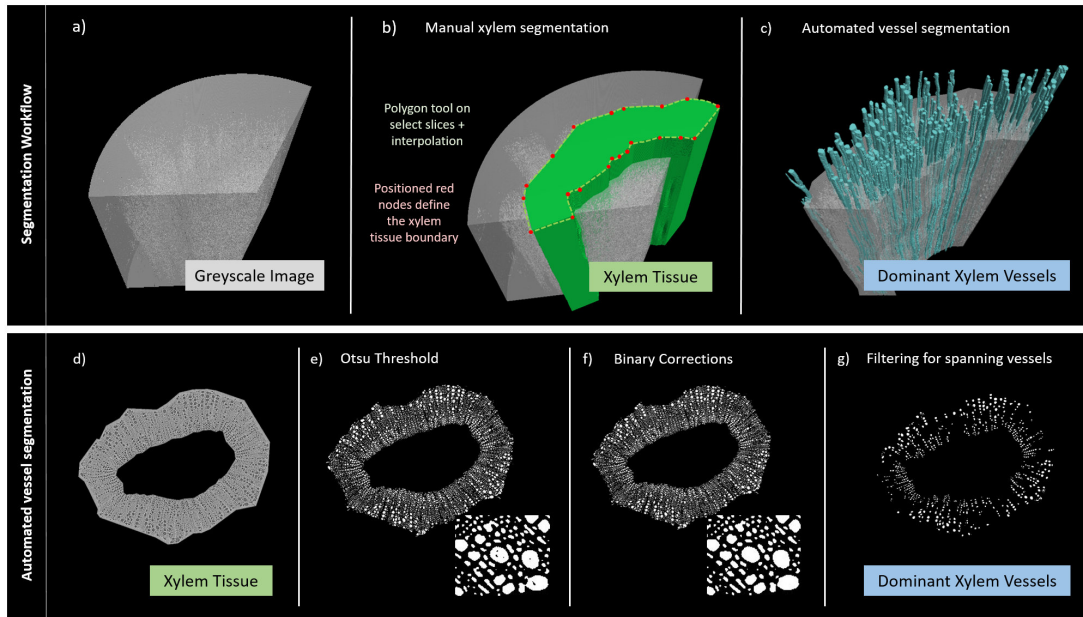 Segmentation Workflow
a)
Greyscale Image
b)
Manual xylem segmentation
Polygon tool on
select slices +
interpolation
Positioned red
nodes define
the xylem
tissue boundary
Xylem Tissue
c)
Automated vessel segmentation
Dominant Xylem Vessels
Automated vessel segmentation
d)
Xylem Tissue
e)
Otsu Threshold
f)
Binary Corrections
g)
Filtering for spanning vessels
Dominant Xylem Vessels